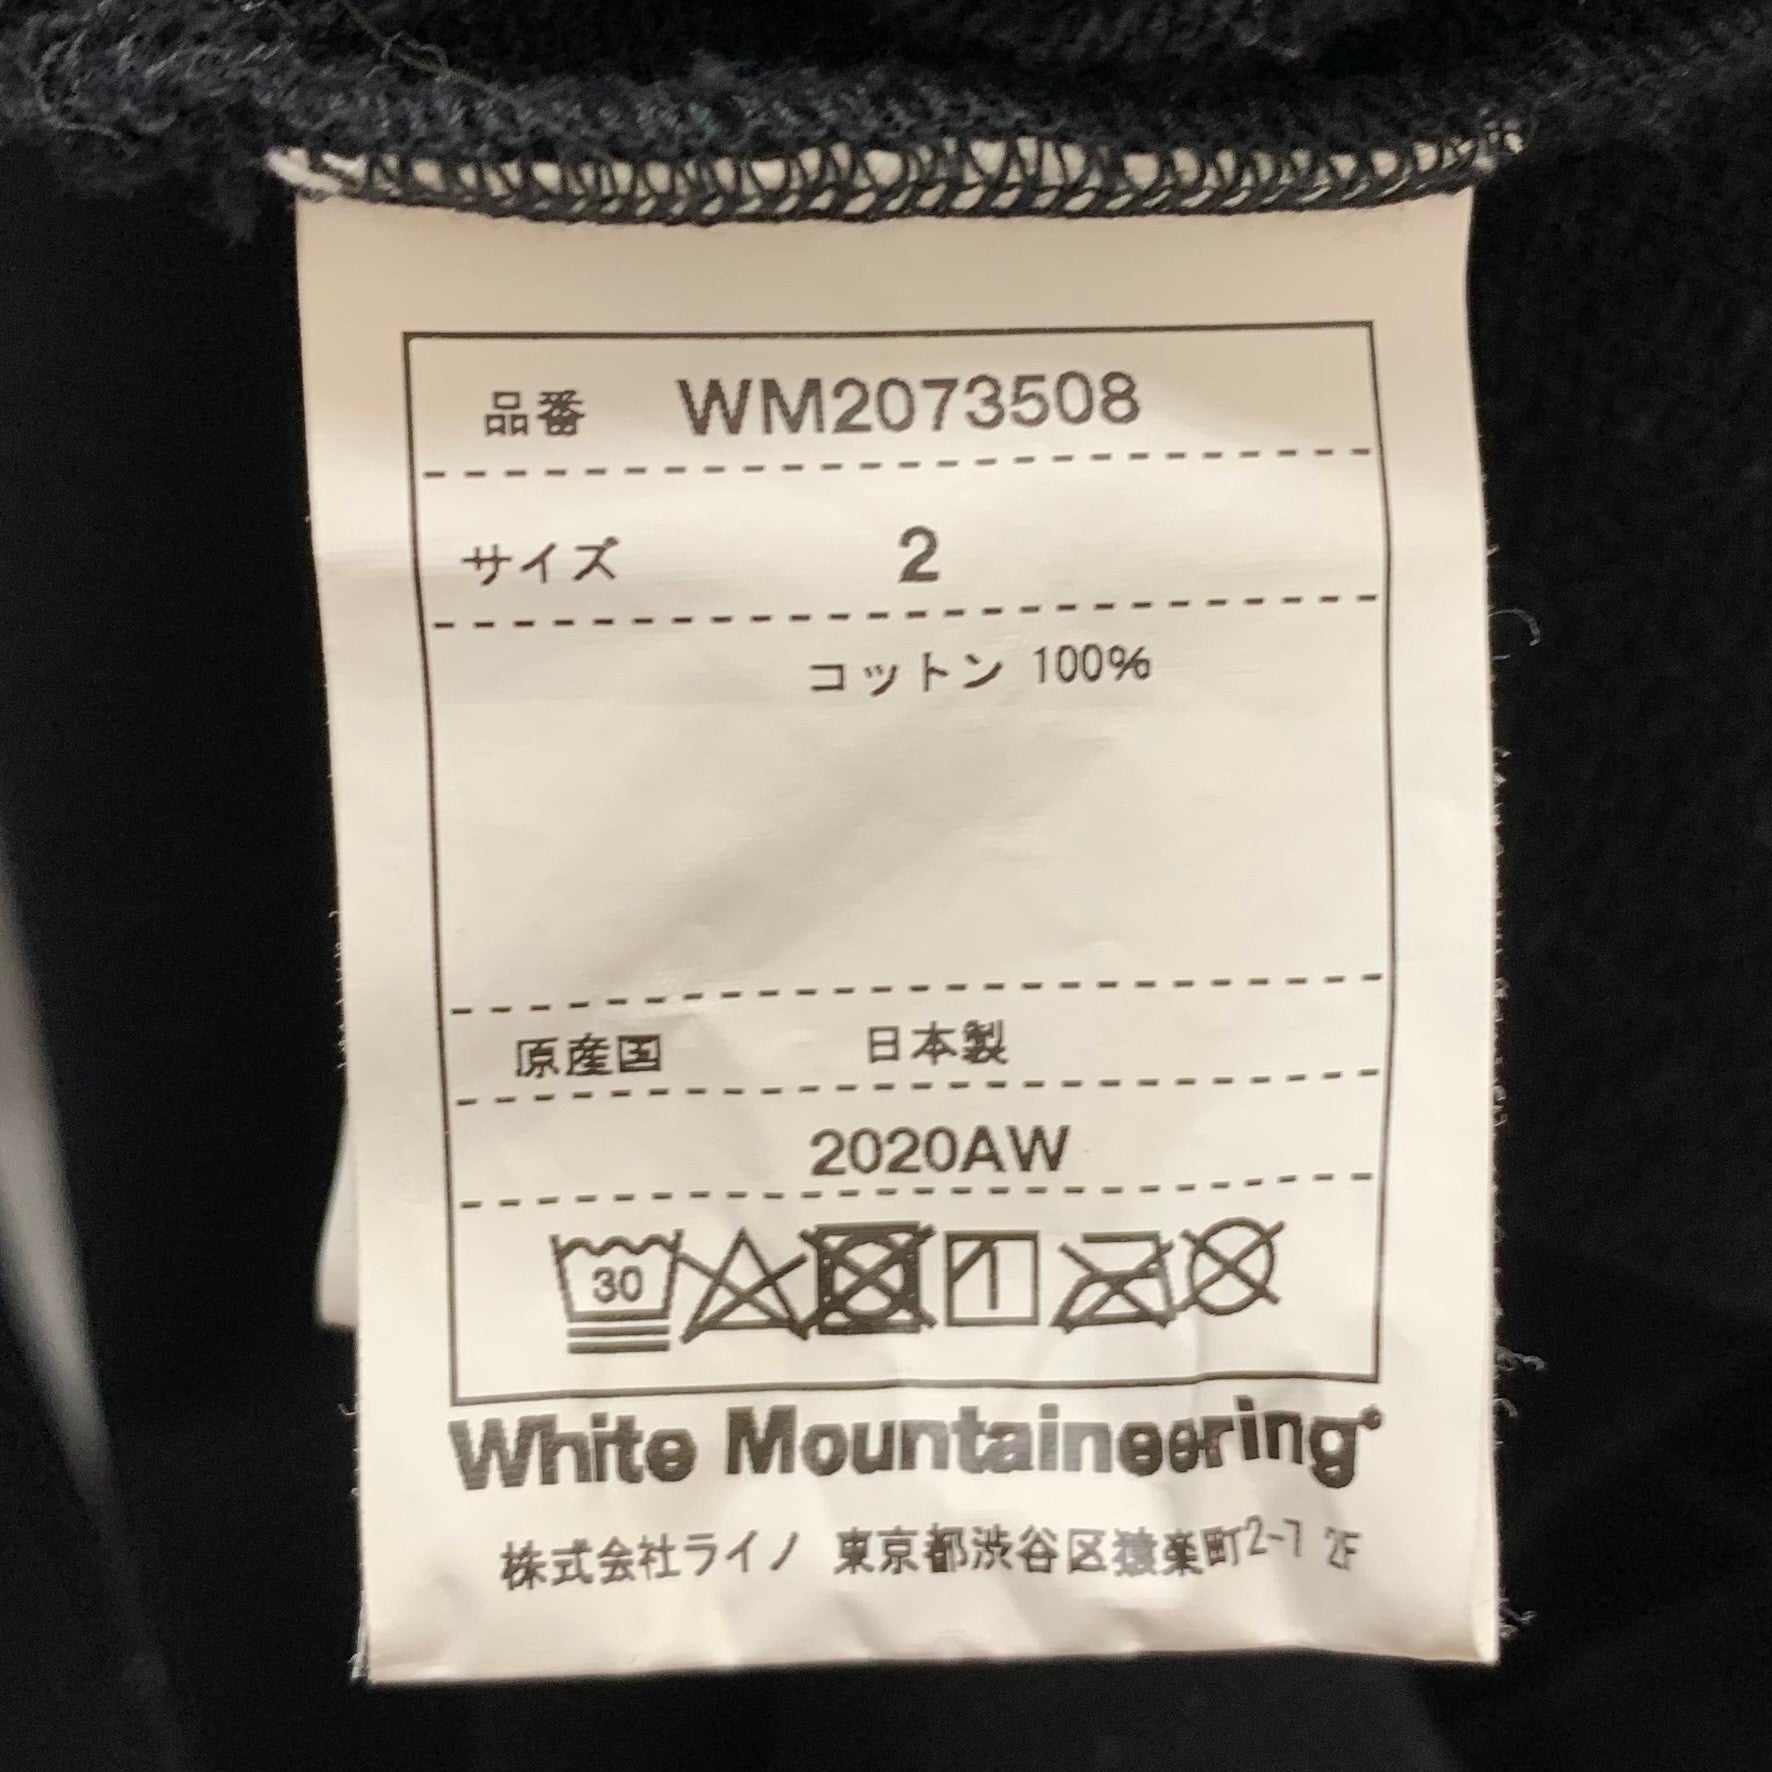 品番 WM2073508
サイズ 2
コットン 100%
原産国 日本製
2020AW
30
White Mountaineering®
株式会社ライノ 東京都渋谷区猿楽町2-7 2F